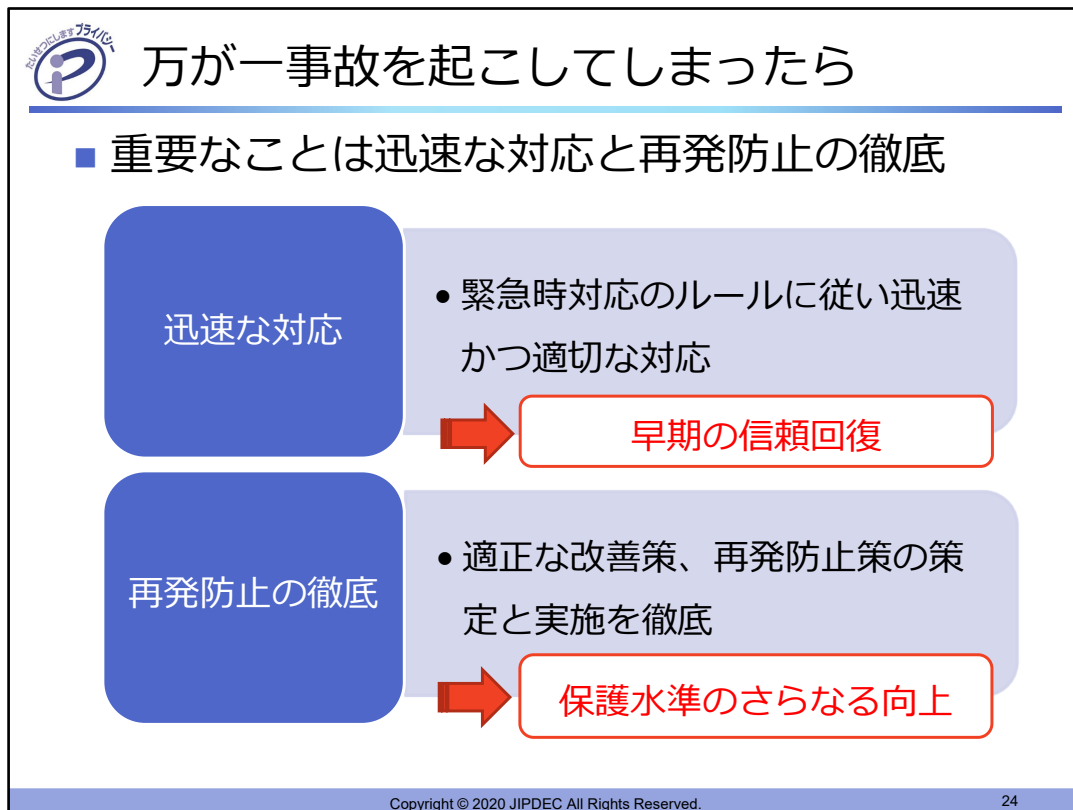 たいせつにしますプライバシー
万が一事故を起こしてしまったら
■ 重要なことは迅速な対応と再発防止の徹底
迅速な対応
• 緊急時対応のルールに従い迅速
かつ適切な対応
早期の信頼回復
再発防止の徹底
• 適正な改善策、再発防止策の策
定と実施を徹底
保護水準のさらなる向上
Copyright © 2020 JIPDEC All Rights Reserved.
24